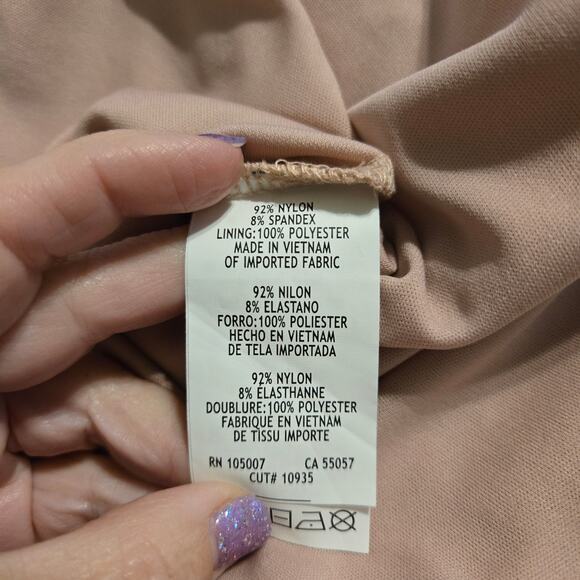 92% NYLON
8% SPANDEX
LINING:100% POLYESTER
MADE IN VIETNAM
OF IMPORTED FABRIC
92% NILON
8% ELASTANO
FORRO:100% POLIESTER
HECHO EN VIETNAM
DE TELA IMPORTADA
92% NYLON
8% ÉLASTHANNE
DOUBLURE:100% POLYESTER
FABRIQUE EN VIETNAM
DE TISSU IMPORTE
RN 105007 CA 55057
CUT# 10935